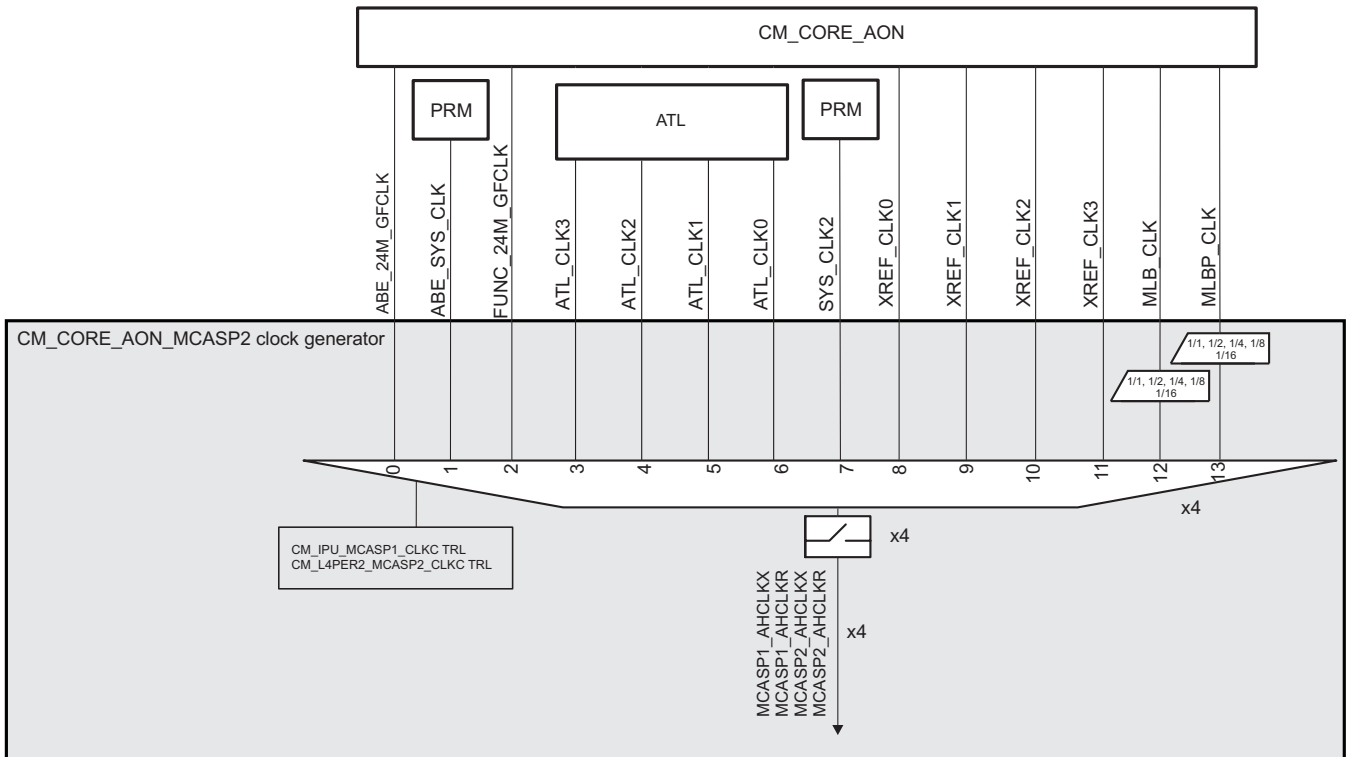 CM_CORE_AON
PRM
ATL
PRM
ABE_24M_GFCLK
ABE_SYS_CLK
FUNC_24M_GFCLK
ATL_CLK3
ATL_CLK2
ATL_CLK1
ATL_CLK0
SYS_CLK2
XREF_CLK0
XREF_CLK1
XREF_CLK2
XREF_CLK3
MLB_CLK
MLBP_CLK
CM_CORE_AON_MCASP2 clock generator
1/1, 1/2, 1/4, 1/8
1/16
1/1, 1/2, 1/4, 1/8
1/16
0
1
2
3
4
5
6
7
8
9
10
11
12
13
x4
CM_IPU_MCASP1_CLKC TRL
CM_L4PER2_MCASP2_CLKC TRL
x4
MCASP1_AHCLKX
MCASP1_AHCLKR
MCASP2_AHCLKX
MCASP2_AHCLKR
x4